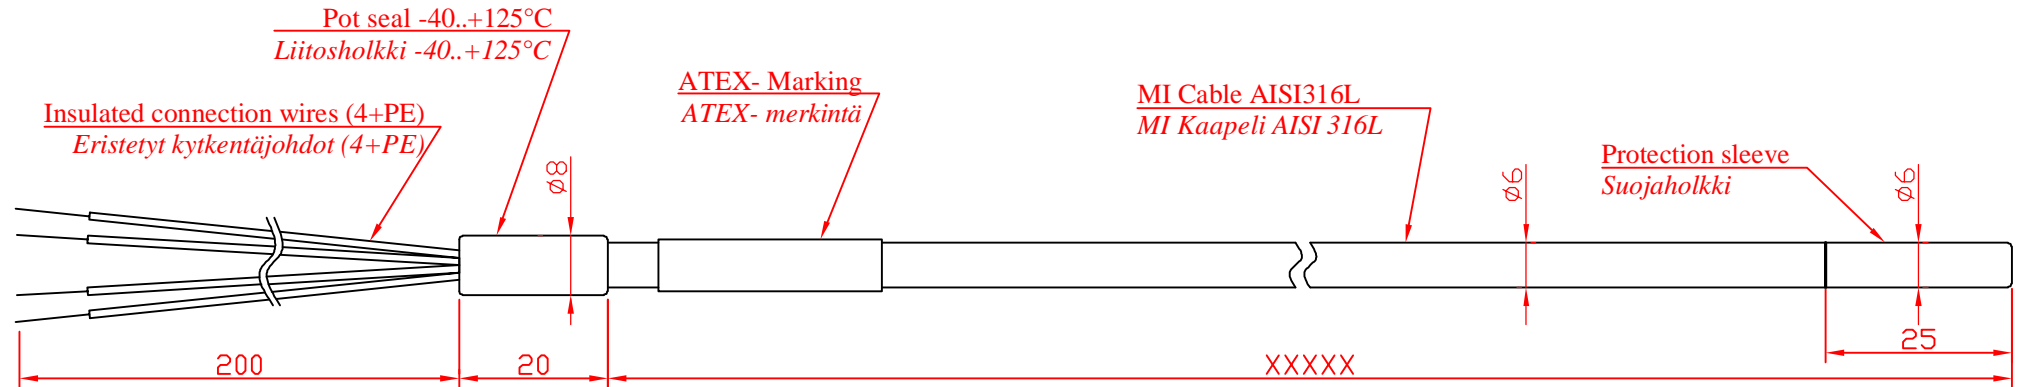 Pot seal -40..+125°C
Liitosholkki -40..+125°C
ATEX- Marking
ATEX- merkintä
MI Cable AISI316L
MI Kaapeli AISI 316L
Insulated connection wires (4+PE)
Eristetyt kytkentäjohdot (4+PE)
Protection sleeve
Suojaholkki
ø8
ø6
ø6
25
200
20
XXXXX